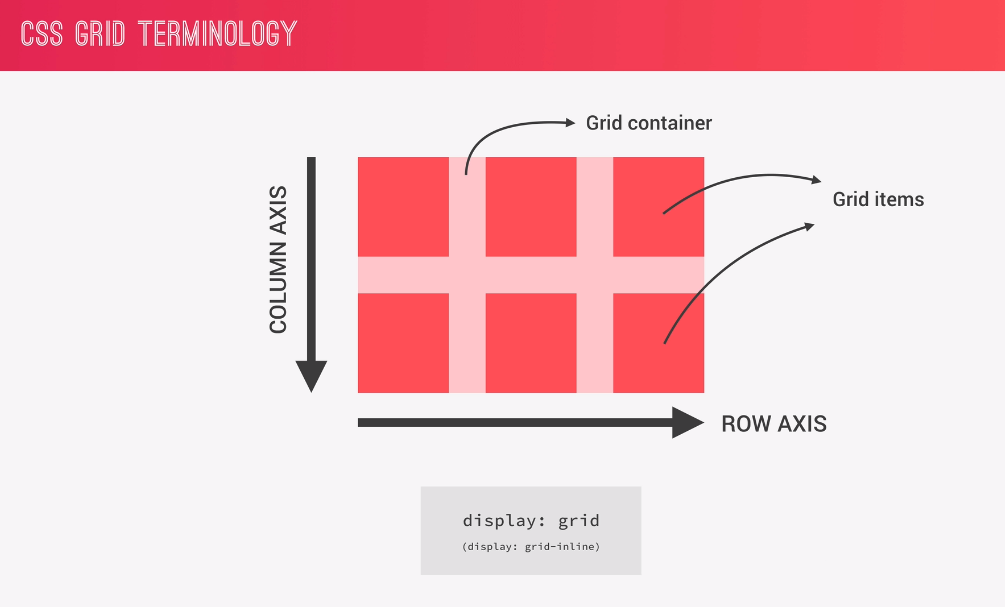 CSS GRID TERMINOLOGY
Grid container
Grid items
COLUMN AXIS
ROW AXIS
display: grid
(display: grid-inline)